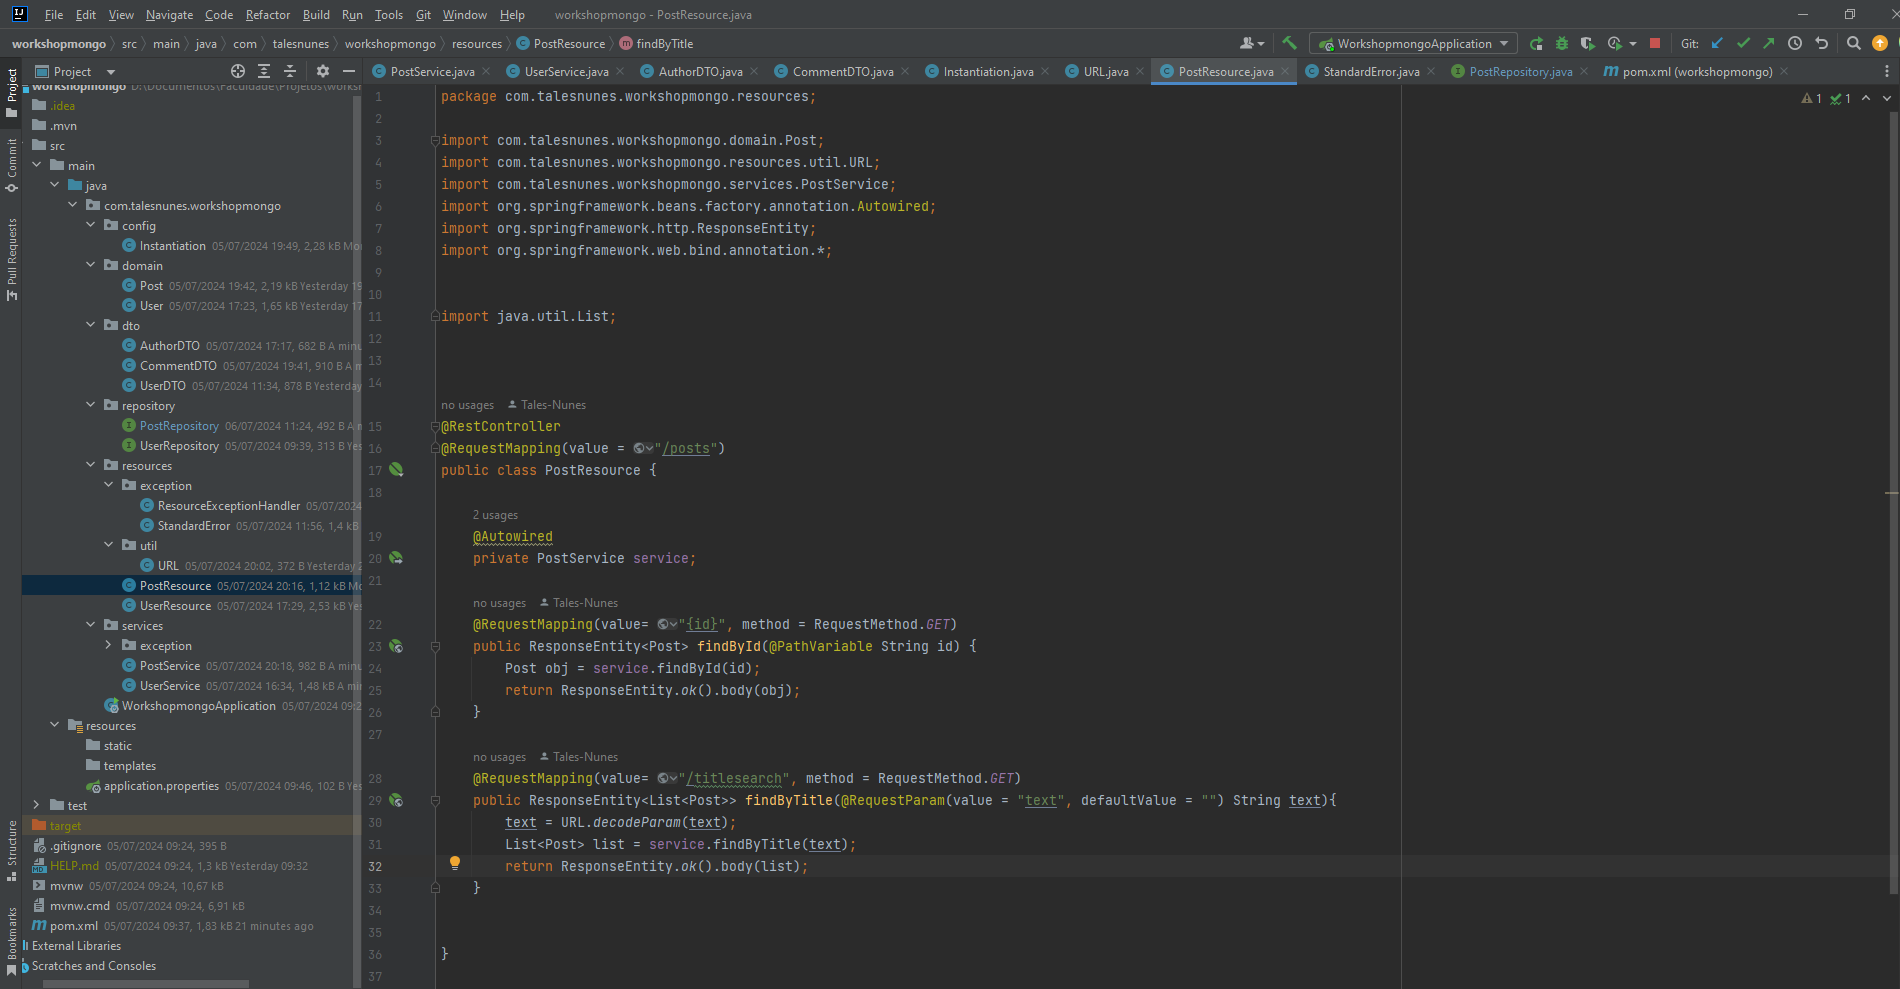 File Edit View Navigate Code Refactor Build Run Tools Git Window Help workshopmongo - PostResource.java
workshopmongo src main java com talesnunes workshopmongo resources PostResource findByTitle
WorkshopmongoApplication Git:
Project
PostService.java UserService.java AuthorDTO.java CommentDTO.java Instantiation.java URL.java PostResource.java StandardError.java PostRepository.java pom.xml (workshopmongo)
Project
Commit
Pull Requests
Structure
Bookmarks
workshopmongo D:\Documentos\Faculdade\Projetos\works
.idea
.mvn
src
main
java
com.talesnunes.workshopmongo
config
Instantiation 05/07/2024 19:49, 2,28 kB Mo
domain
Post 05/07/2024 19:42, 2,19 kB Yesterday 19
User 05/07/2024 17:23, 1,65 kB Yesterday 17
dto
AuthorDTO 05/07/2024 17:17, 682 B A minu
CommentDTO 05/07/2024 19:41, 910 B A m
UserDTO 05/07/2024 11:34, 878 B Yesterday
repository
PostRepository 06/07/2024 11:24, 492 B A m
UserRepository 05/07/2024 09:39, 313 B Yes
resources
exception
ResourceExceptionHandler 05/07/2024
StandardError 05/07/2024 11:56, 1,4 kB
util
URL 05/07/2024 20:02, 372 B Yesterday 2
PostResource 05/07/2024 20:16, 1,12 kB Mo
UserResource 05/07/2024 17:29, 2,53 kB Yes
services
exception
PostService 05/07/2024 20:18, 982 B A minu
UserService 05/07/2024 16:34, 1,48 kB A min
WorkshopmongoApplication 05/07/2024 09:2
resources
static
templates
application.properties 05/07/2024 09:46, 102 B Yes
test
target
.gitignore 05/07/2024 09:24, 395 B
HELP.md 05/07/2024 09:24, 1,3 kB Yesterday 09:32
mvnw 05/07/2024 09:24, 10,67 kB
mvnw.cmd 05/07/2024 09:24, 6,91 kB
pom.xml 05/07/2024 09:37, 1,83 kB 21 minutes ago
External Libraries
Scratches and Consoles
1 1
1 package com.talesnunes.workshopmongo.resources;
2
3 import com.talesnunes.workshopmongo.domain.Post;
4 import com.talesnunes.workshopmongo.resources.util.URL;
5 import com.talesnunes.workshopmongo.services.PostService;
6 import org.springframework.beans.factory.annotation.Autowired;
7 import org.springframework.http.ResponseEntity;
8 import org.springframework.web.bind.annotation.*;
9
10
11 import java.util.List;
12
13
14
no usages Tales-Nunes
15 @RestController
16 @RequestMapping(value = "/posts")
17 public class PostResource {
18
2 usages
19 @Autowired
20 private PostService service;
21
no usages Tales-Nunes
22 @RequestMapping(value= "{id}", method = RequestMethod.GET)
23 public ResponseEntity<Post> findById(@PathVariable String id) {
24 Post obj = service.findById(id);
25 return ResponseEntity.ok().body(obj);
26 }
27
no usages Tales-Nunes
28 @RequestMapping(value= "/titlesearch", method = RequestMethod.GET)
29 public ResponseEntity<List<Post>> findByTitle(@RequestParam(value = "text", defaultValue = "") String text){
30 text = URL.decodeParam(text);
31 List<Post> list = service.findByTitle(text);
32 return ResponseEntity.ok().body(list);
33 }
34
35
36 }
37